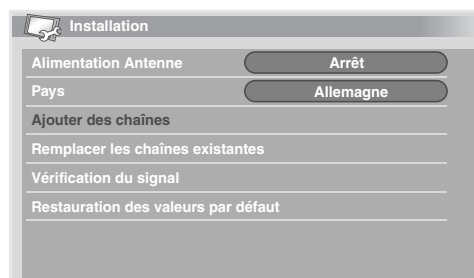 Installation
Alimentation Antenne Arrêt
Pays Allemagne
Ajouter des chaînes
Remplacer les chaînes existantes
Vérification du signal
Restauration des valeurs par défaut